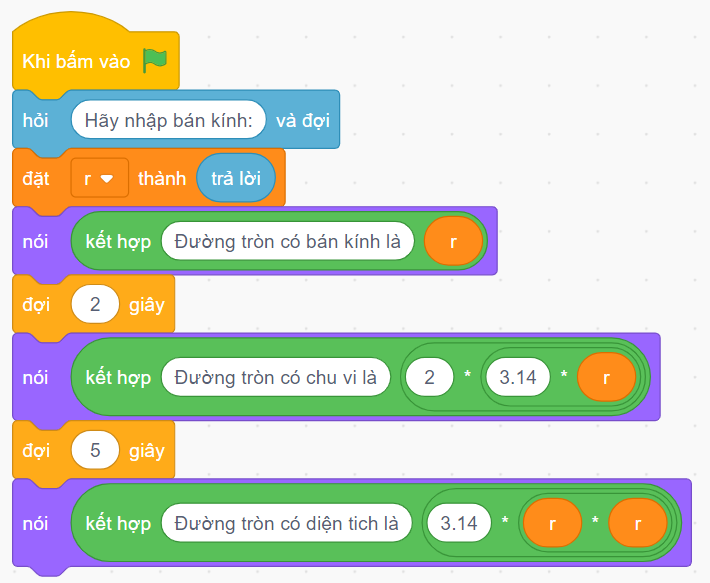 Khi bấm vào
hỏi Hãy nhập bán kính: và đợi
đặt r thành trả lời
nói kết hợp Đường tròn có bán kính là r
đợi 2 giây
nói kết hợp Đường tròn có chu vi là 2 * 3.14 * r
đợi 5 giây
nói kết hợp Đường tròn có diện tich là 3.14 * r * r